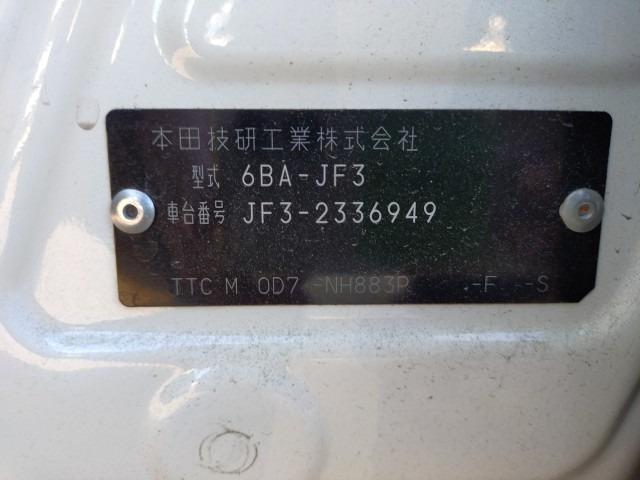 本田技研工業株式会社
型式 6BA-JF3
車台番号 JF3-2336949
TTC M 0D7 -NH883P -F -S